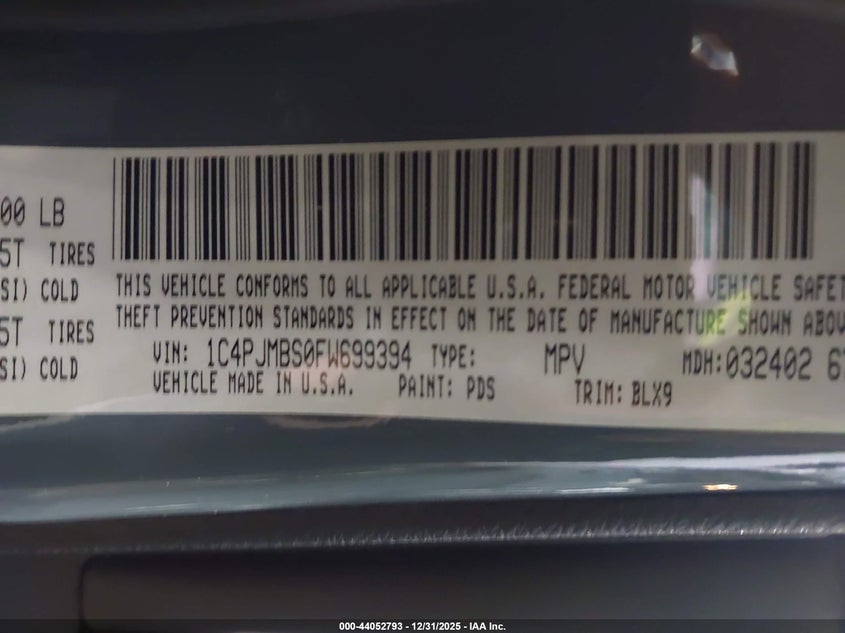 00 LB
5T TIRES
SI) COLD
5T TIRES
SI) COLD
THIS VEHICLE CONFORMS TO ALL APPLICABLE U.S.A. FEDERAL MOTOR VEHICLE SAFET
THEFT PREVENTION STANDARDS IN EFFECT ON THE DATE OF MANUFACTURE SHOWN ABOV
VIN: 1C4PJMBS0FW699394 TYPE: MPV MDH:032402 67
VEHICLE MADE IN U.S.A. PAINT: PDS TRIM: BLX9
000-44052793 - 12/31/2025 - IAA Inc.